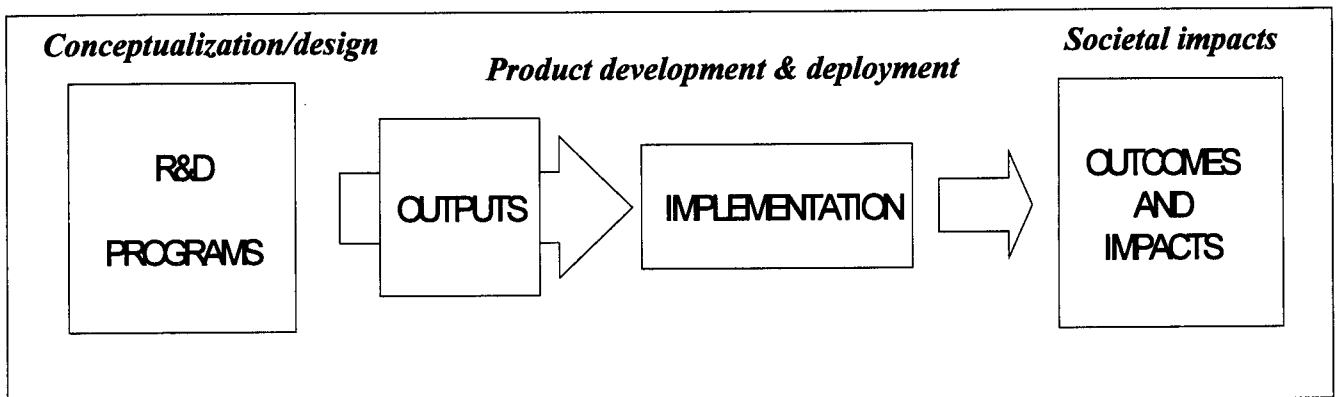 Conceptualization/design
Product development & deployment
Societal impacts
R&D
PROGRAMS
OUTPUTS
IMPLEMENTATION
OUTCOMES
AND
IMPACTS